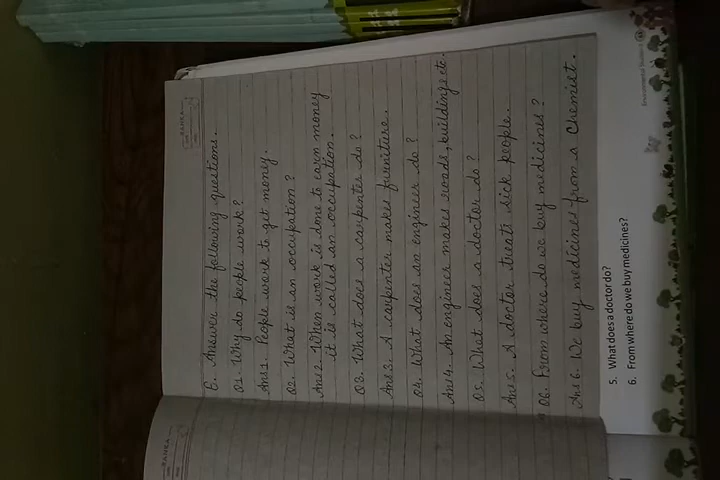 E. Answer the following questions.
Q1. Why do people work?
Ans1. People work to get money.
Q2. What is an occupation?
Ans2. When work is done to earn money
it is called an occupation.
Q3. What does a carpenter do?
Ans3. A carpenter makes furniture.
Q4. What does an engineer do?
Ans4. An engineer makes roads, buildings etc.
Q5. What does a doctor do?
Ans5. A doctor treats sick people.
Q6. From where do we buy medicines?
Ans6. We buy medicines from a chemist.
5. What does a doctor do?
6. From where do we buy medicines?